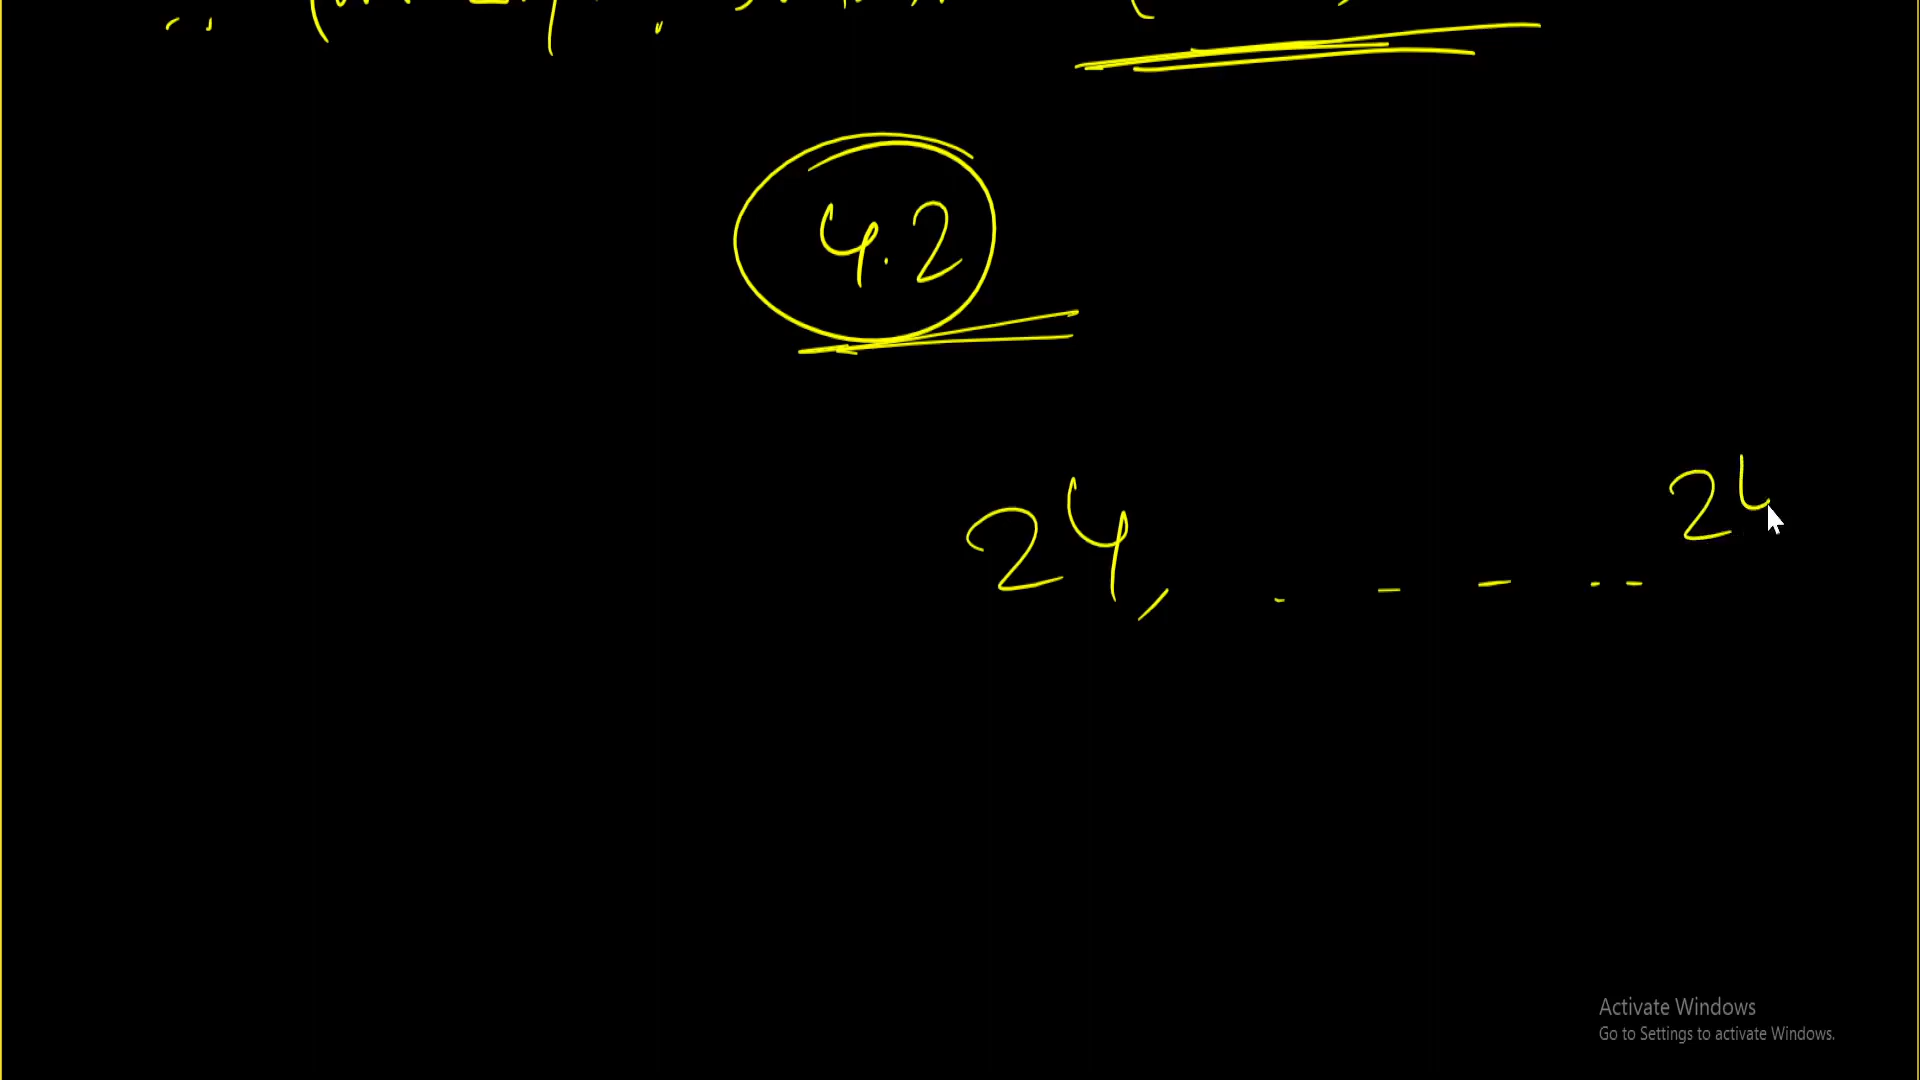 4.2
24, . - - -- 24
Activate Windows
Go to Settings to activate Windows.